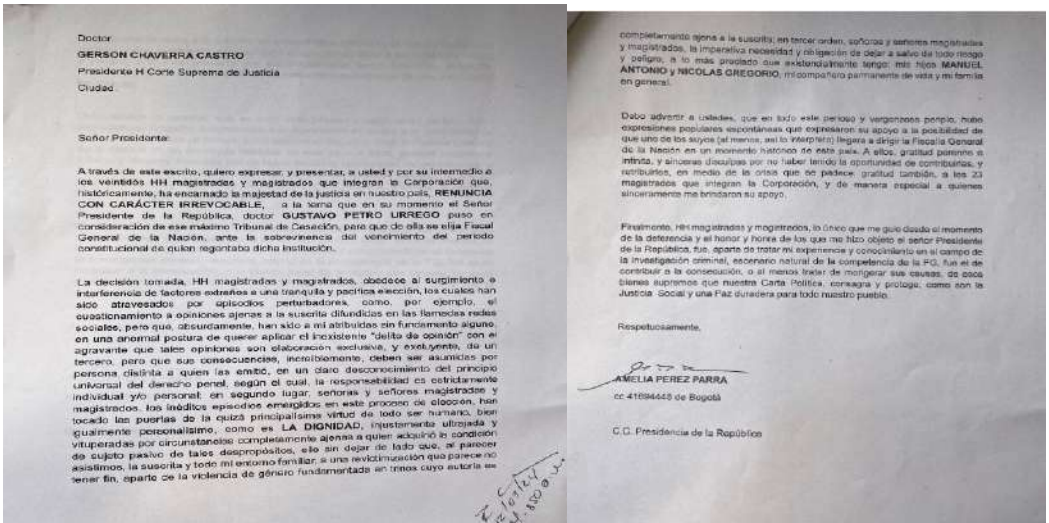 Doctor
GERSON CHAVERRA CASTRO
Presidente H Corte Suprema de Justicia
Ciudad
Señor Presidente:
A través de este escrito, quiero expresar, y presentar, a usted y por su intermedio a
los veintidós HH magistrados y magistrados que integran la Corporación que,
históricamente, ha encarnado la majestad de la justicia en nuestro país, RENUNCIA
CON CARÁCTER IRREVOCABLE, a la terna que en su momento el Señor
Presidente de la República, doctor GUSTAVO PETRO URREGO puso en
consideración de ese máximo Tribunal de Casación, para que de ella se elija Fiscal
General de la Nación, ante la sobreviniencia del vencimiento del periodo
constitucional de quien regentaba dicha institución.
La decisión tomada, HH magistradas y magistrados, obedece al surgimiento e
interferencia de factores extraños a una tranquila y pacífica elección, los cuales han
sido atravesados por episodios perturbadores, como, por ejemplo, el
cuestionamiento a opiniones ajenas a la suscrita difundidas en las llamadas redes
sociales, pero que, absurdamente, han sido a mi atribuidas sin fundamento alguno,
en una anormal postura de querer aplicar el inexistente "delito de opinión" con el
agravante que tales opiniones son elaboración exclusiva, y excluyente, de un
tercero, pero que sus consecuencias, increíblemente, deben ser asumidas por
persona distinta a quien las emitió, en un claro desconocimiento del principio
universal del derecho penal, según el cual, la responsabilidad es estrictamente
individual y/o personal; en segundo lugar, señoras y señores magistradas y
magistrados, los inéditos episodios emergidos en este proceso de elección, han
tocado las puertas de la quizá principalísima virtud de todo ser humano, bien
igualmente personalísimo, como es LA DIGNIDAD, injustamente ultrajada y
vituperadas por circunstancias completamente ajenas a quien adquirió la condición
de sujeto pasivo de tales despropósitos, ello sin dejar de lado que, al parecer
asistimos, la suscrita y todo mi entorno familiar, a una revictimización que parece no
tener fin, aparte de la violencia de género fundamentada en trinos cuya autoría es
completamente ajena a la suscrita; en tercer orden, señoras y señores magistradas
y magistrados, la imperativa necesidad y obligación de dejar a salvo de todo riesgo
y peligro, a lo más preciado que existencialmente tengo: mis hijos MANUEL
ANTONIO y NICOLAS GREGORIO, mi compañero permanente de vida y mi familia
en general.
Debo advertir a ustedes, que en todo este penoso y vergonzoso periplo, hubo
expresiones populares espontáneas que expresaron su apoyo a la posibilidad de
que uno de los suyos (al menos, así lo interpreto) llegara a dirigir la Fiscalía General
de la Nación en un momento histórico de este país. A ellos, gratitud perenne e
infinita, y sinceras disculpas por no haber tenido la oportunidad de contribuirlas, y
retribuirlos, en medio de la crisis que se padece, gratitud también, a los 23
magistrados que integran la Corporación, y de manera especial a quienes
sinceramente me brindaron su apoyo.
Finalmente, HH magistradas y magistrados, lo único que me guio desde el momento
de la deferencia y el honor y honra de los que me hizo objeto el señor Presidente
de la República, fue, aparte de traer mi experiencia y conocimiento en el campo de
la investigación criminal, escenario natural de la competencia de la FG, fue el de
contribuir a la consecución, o al menos tratar de menguar sus causas, de esos
bienes supremos que nuestra Carta Política, consagra y protege, como son la
Justicia Social y una Paz duradera para todo nuestro pueblo.
Respetuosamente,
AMELIA PEREZ PARRA
cc 41694448 de Bogotá
C.C. Presidencia de la República